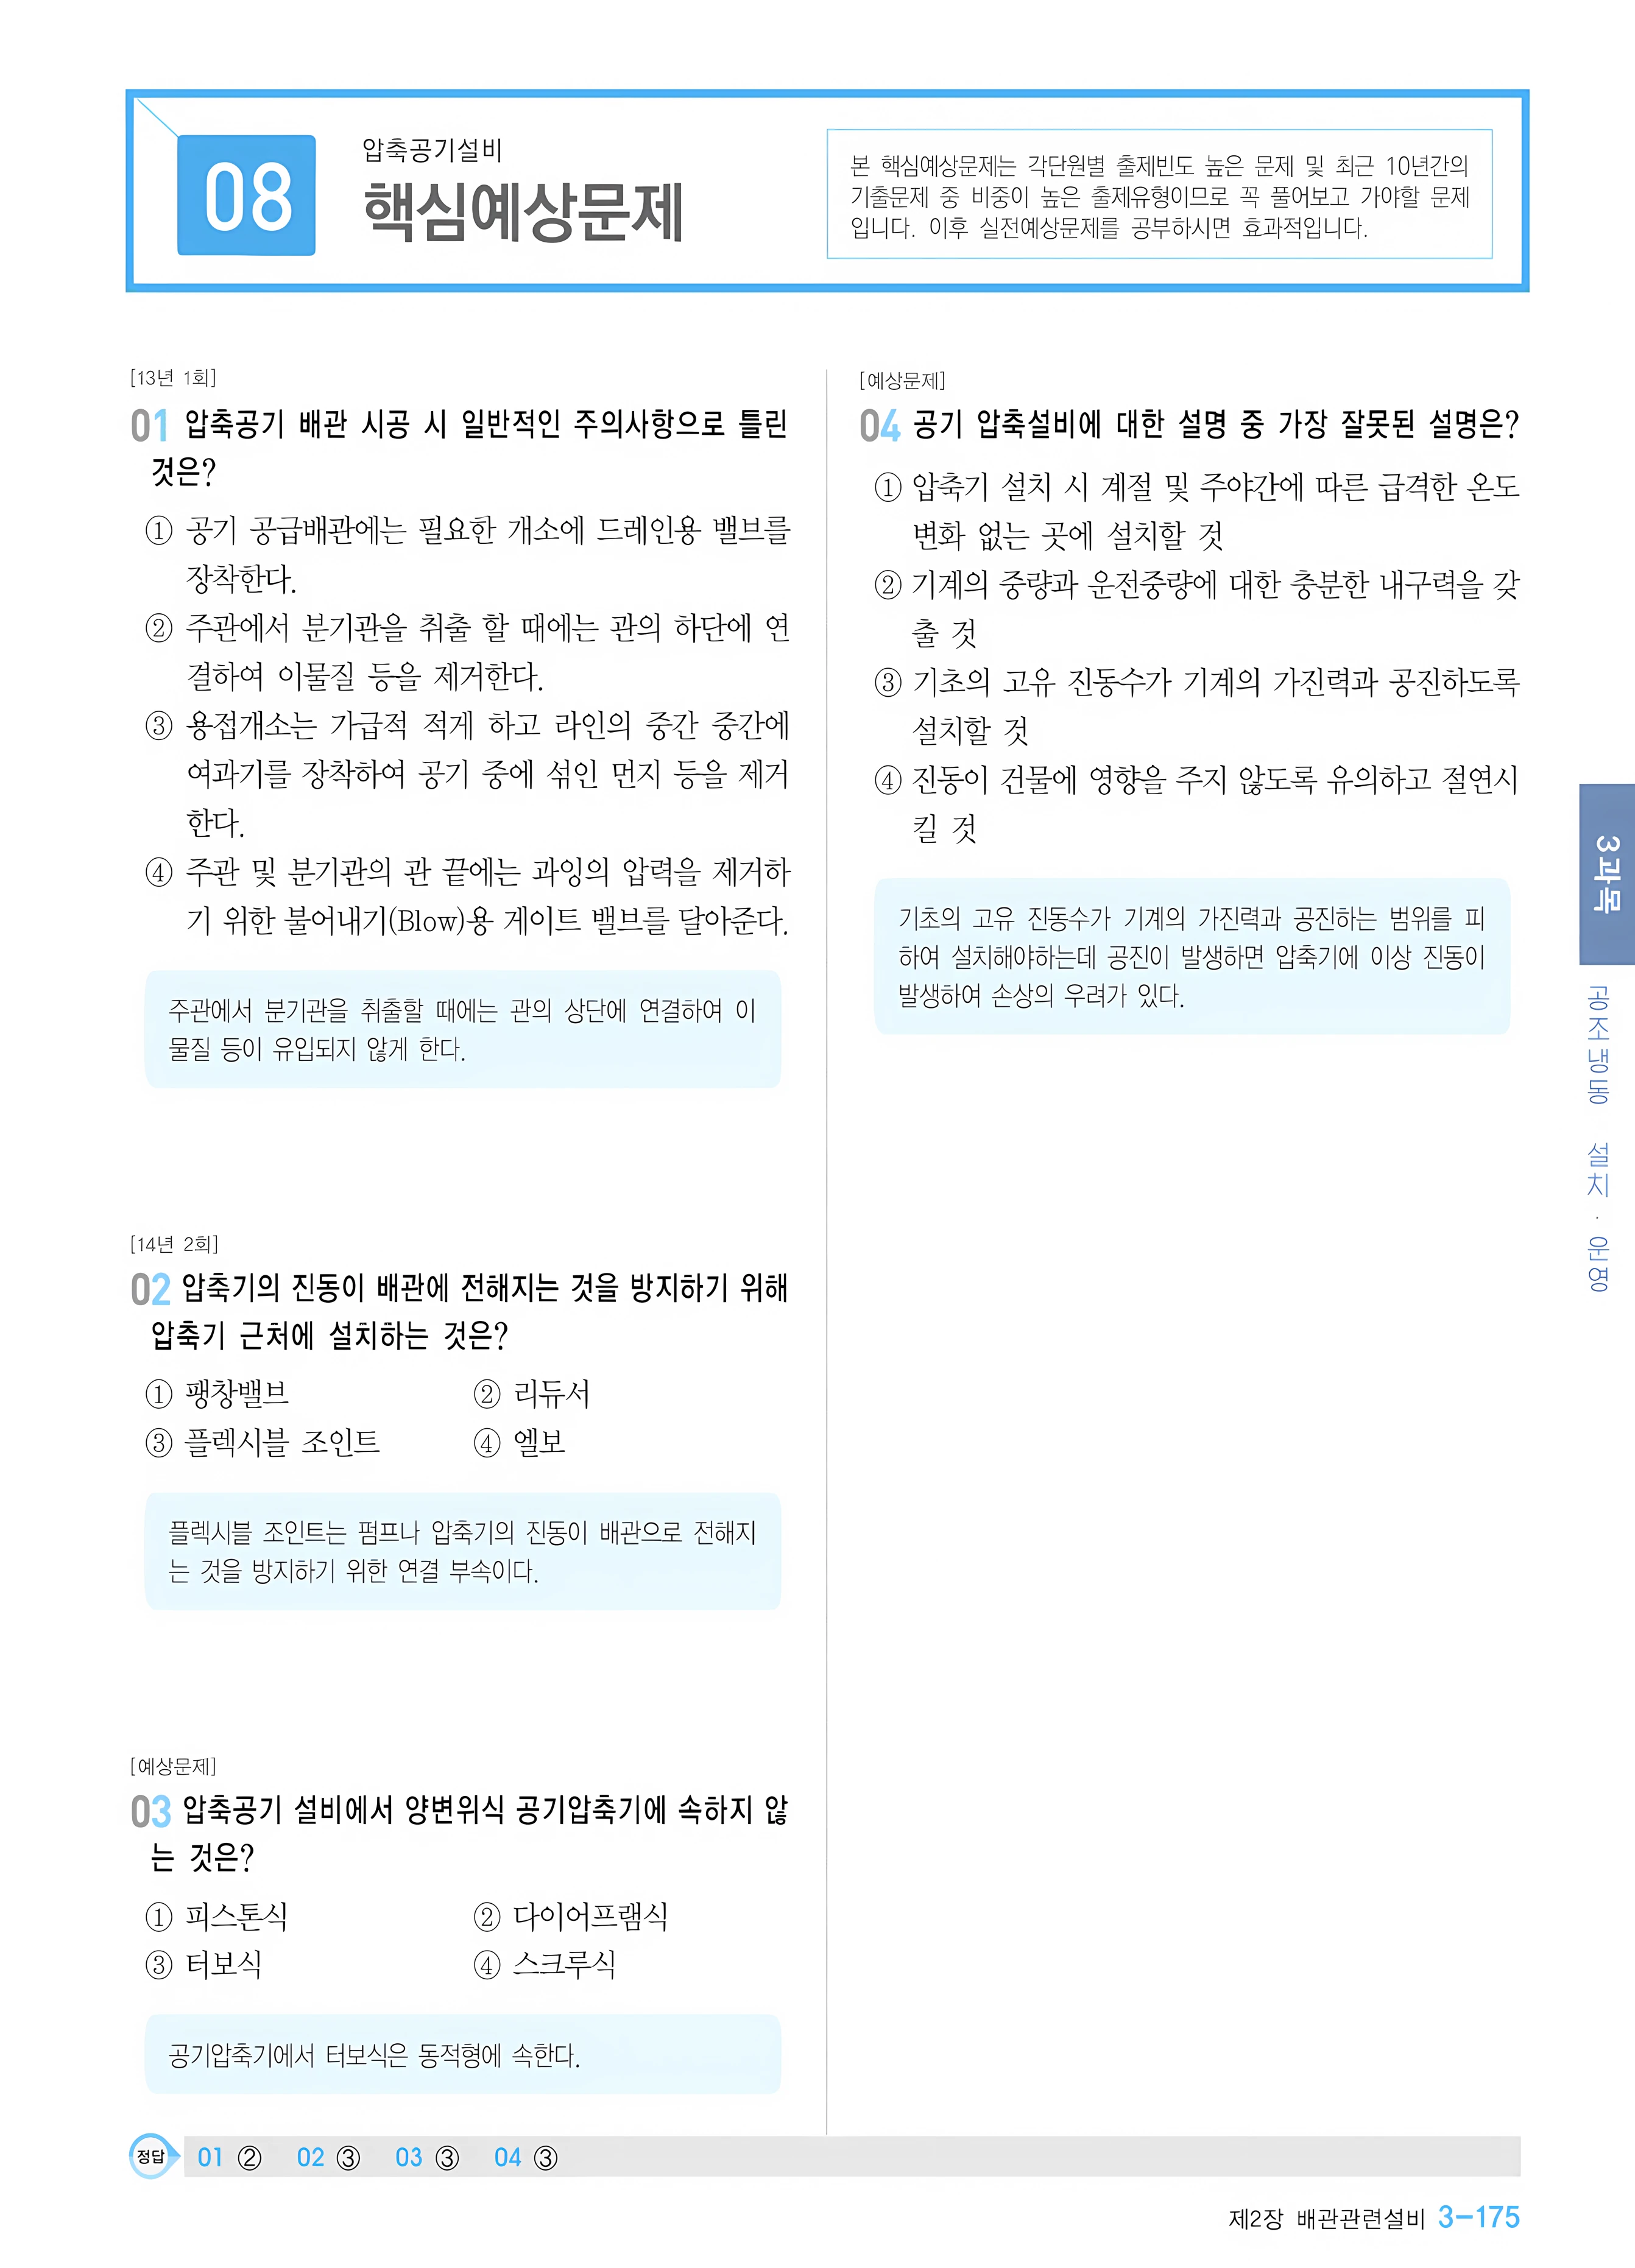 08
압축공기설비
핵심예상문제
본 핵심예상문제는 각단원별 출제빈도 높은 문제 및 최근 10년간의
기출문제 중 비중이 높은 출제유형이므로 꼭 풀어보고 가야할 문제
입니다. 이후 실전예상문제를 공부하시면 효과적입니다.
[13년 1회]
01 압축공기 배관 시공 시 일반적인 주의사항으로 틀린
것은?
① 공기 공급배관에는 필요한 개소에 드레인용 밸브를
장착한다.
② 주관에서 분기관을 취출 할 때에는 관의 하단에 연
결하여 이물질 등을 제거한다.
③ 용접개소는 가급적 적게 하고 라인의 중간 중간에
여과기를 장착하여 공기 중에 섞인 먼지 등을 제거
한다.
④ 주관 및 분기관의 관 끝에는 과잉의 압력을 제거하
기 위한 불어내기(Blow)용 게이트 밸브를 달아준다.
주관에서 분기관을 취출할 때에는 관의 상단에 연결하여 이
물질 등이 유입되지 않게 한다.
[14년 2회]
02 압축기의 진동이 배관에 전해지는 것을 방지하기 위해
압축기 근처에 설치하는 것은?
① 팽창밸브 ② 리듀서
③ 플렉시블 조인트 ④ 엘보
플렉시블 조인트는 펌프나 압축기의 진동이 배관으로 전해지
는 것을 방지하기 위한 연결 부속이다.
[예상문제]
03 압축공기 설비에서 양변위식 공기압축기에 속하지 않
는 것은?
① 피스톤식 ② 다이어프램식
③ 터보식 ④ 스크루식
공기압축기에서 터보식은 동적형에 속한다.
[예상문제]
04 공기 압축설비에 대한 설명 중 가장 잘못된 설명은?
① 압축기 설치 시 계절 및 주야간에 따른 급격한 온도
변화 없는 곳에 설치할 것
② 기계의 중량과 운전중량에 대한 충분한 내구력을 갖
출 것
③ 기초의 고유 진동수가 기계의 가진력과 공진하도록
설치할 것
④ 진동이 건물에 영향을 주지 않도록 유의하고 절연시
킬 것
기초의 고유 진동수가 기계의 가진력과 공진하는 범위를 피
하여 설치해야하는데 공진이 발생하면 압축기에 이상 진동이
발생하여 손상의 우려가 있다.
3과목
공조냉동 설치·운영
정답 01 ② 02 ③ 03 ③ 04 ③
제2장 배관관련설비 3-175